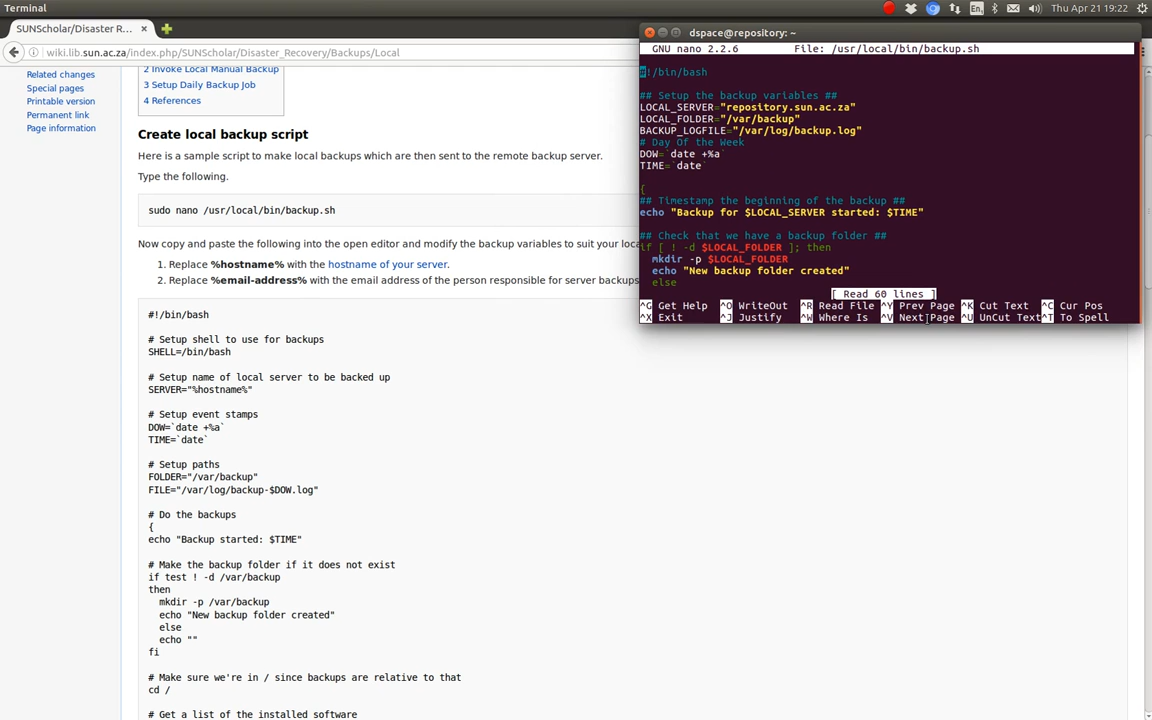 Terminal
En
Thu Apr 21 19:22
SUNScholar/Disaster R...
wiki.lib.sun.ac.za/index.php/SUNScholar/Disaster_Recovery/Backups/Local
Related changes
Special pages
Printable version
Permanent link
Page information
2 Invoke Local Manual Backup
3 Setup Daily Backup Job
4 References
Create local backup script
Here is a sample script to make local backups which are then sent to the remote backup server.
Type the following.
sudo nano /usr/local/bin/backup.sh
Now copy and paste the following into the open editor and modify the backup variables to suit your loca
1. Replace %hostname% with the hostname of your server.
2. Replace %email-address% with the email address of the person responsible for server backups
#!/bin/bash
# Setup shell to use for backups
SHELL=/bin/bash
# Setup name of local server to be backed up
SERVER="%hostname%"
# Setup event stamps
DOW=`date +%a`
TIME=`date`
# Setup paths
FOLDER="/var/backup"
FILE="/var/log/backup-$DOW.log"
# Do the backups
{
echo "Backup started: $TIME"
# Make the backup folder if it does not exist
if test ! -d /var/backup
then
mkdir -p /var/backup
echo "New backup folder created"
else
echo ""
fi
# Make sure we're in / since backups are relative to that
cd /
# Get a list of the installed software
dspace@repository: ~
GNU nano 2.2.6 File: /usr/local/bin/backup.sh
#!/bin/bash
## Setup the backup variables ##
LOCAL_SERVER="repository.sun.ac.za"
LOCAL_FOLDER="/var/backup"
BACKUP_LOGFILE="/var/log/backup.log"
# Day Of the Week
DOW=`date +%a`
TIME=`date`
{
## Timestamp the beginning of the backup ##
echo "Backup for $LOCAL_SERVER started: $TIME"
## Check that we have a backup folder ##
if [ ! -d $LOCAL_FOLDER ]; then
mkdir -p $LOCAL_FOLDER
echo "New backup folder created"
else
[ Read 60 lines ]
^G Get Help ^O WriteOut ^R Read File ^Y Prev Page ^K Cut Text ^C Cur Pos
^X Exit ^J Justify ^W Where Is ^V Next Page ^U UnCut Text ^T To Spell